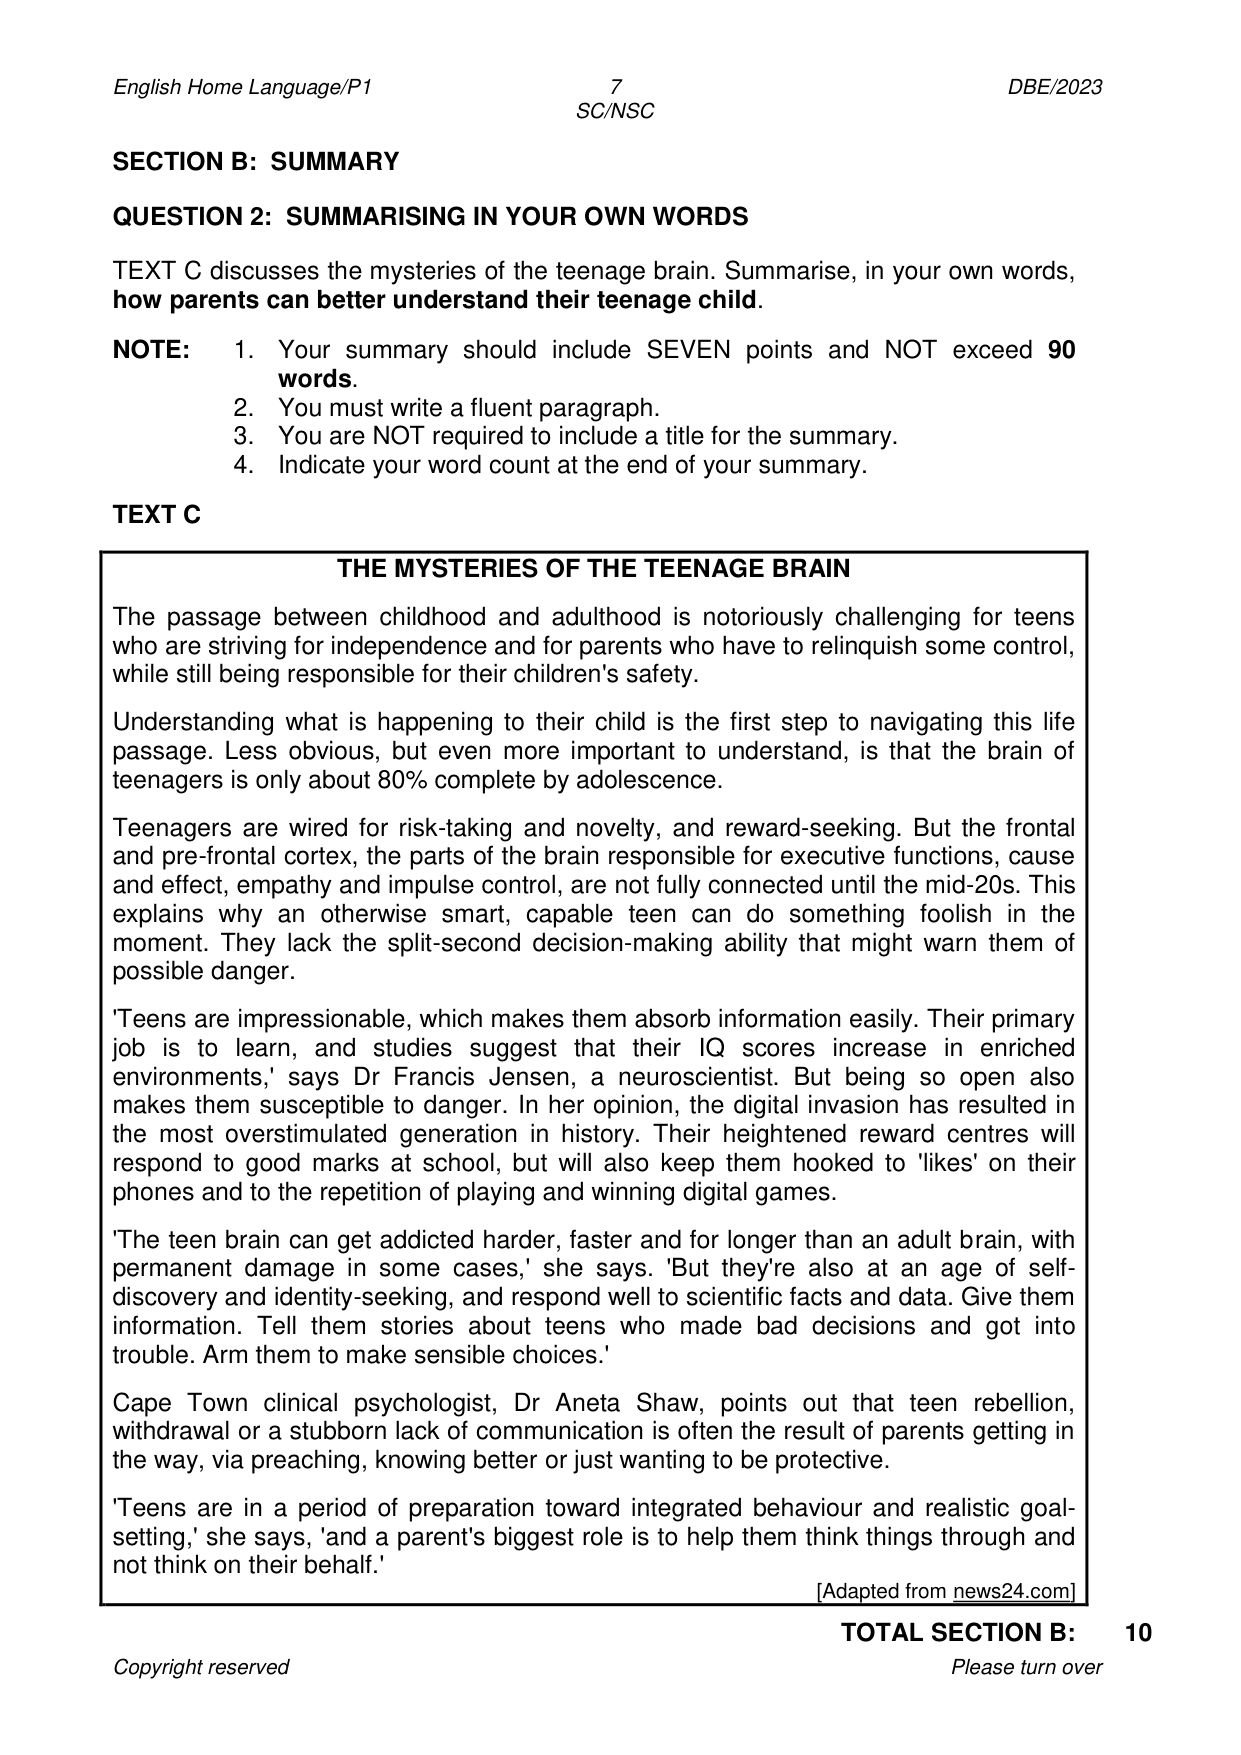 English Home Language/P1 7 DBE/2023
SC/NSC
SECTION B: SUMMARY
QUESTION 2: SUMMARISING IN YOUR OWN WORDS
TEXT C discusses the mysteries of the teenage brain. Summarise, in your own words,
how parents can better understand their teenage child.
NOTE: 1. Your summary should include SEVEN points and NOT exceed 90
words.
2. You must write a fluent paragraph.
3. You are NOT required to include a title for the summary.
4. Indicate your word count at the end of your summary.
TEXT C
THE MYSTERIES OF THE TEENAGE BRAIN
The passage between childhood and adulthood is notoriously challenging for teens
who are striving for independence and for parents who have to relinquish some control,
while still being responsible for their children's safety.
Understanding what is happening to their child is the first step to navigating this life
passage. Less obvious, but even more important to understand, is that the brain of
teenagers is only about 80% complete by adolescence.
Teenagers are wired for risk-taking and novelty, and reward-seeking. But the frontal
and pre-frontal cortex, the parts of the brain responsible for executive functions, cause
and effect, empathy and impulse control, are not fully connected until the mid-20s. This
explains why an otherwise smart, capable teen can do something foolish in the
moment. They lack the split-second decision-making ability that might warn them of
possible danger.
'Teens are impressionable, which makes them absorb information easily. Their primary
job is to learn, and studies suggest that their IQ scores increase in enriched
environments,' says Dr Francis Jensen, a neuroscientist. But being so open also
makes them susceptible to danger. In her opinion, the digital invasion has resulted in
the most overstimulated generation in history. Their heightened reward centres will
respond to good marks at school, but will also keep them hooked to 'likes' on their
phones and to the repetition of playing and winning digital games.
'The teen brain can get addicted harder, faster and for longer than an adult brain, with
permanent damage in some cases,' she says. 'But they're also at an age of self-
discovery and identity-seeking, and respond well to scientific facts and data. Give them
information. Tell them stories about teens who made bad decisions and got into
trouble. Arm them to make sensible choices.'
Cape Town clinical psychologist, Dr Aneta Shaw, points out that teen rebellion,
withdrawal or a stubborn lack of communication is often the result of parents getting in
the way, via preaching, knowing better or just wanting to be protective.
'Teens are in a period of preparation toward integrated behaviour and realistic goal-
setting,' she says, 'and a parent's biggest role is to help them think things through and
not think on their behalf.'
[Adapted from news24.com]
TOTAL SECTION B: 10
Copyright reserved Please turn over